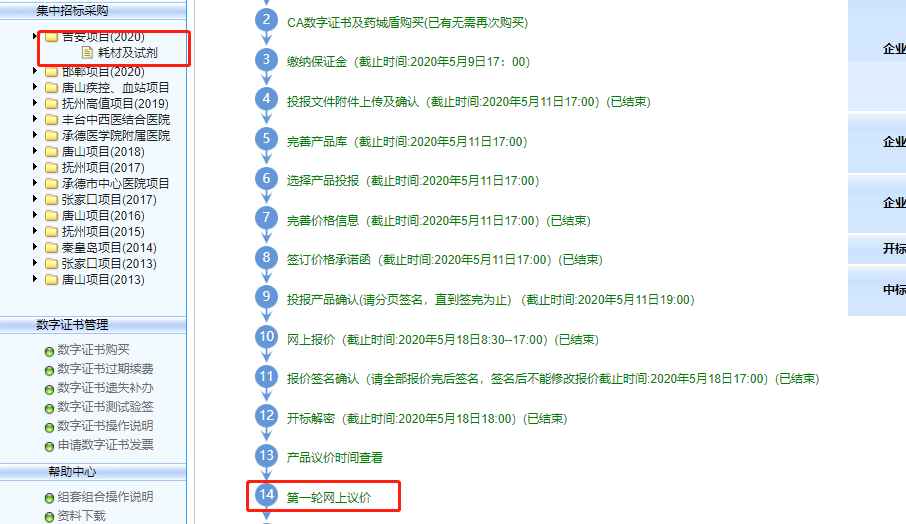 集中招标采购
吉安项目(2020)
耗材及试剂
邯郸项目(2020)
唐山疾控、血站项目
抚州高值项目(2019)
丰台中西医结合医院
承德医学院附属医院
唐山项目(2018)
抚州项目(2017)
承德市中心医院项目
张家口项目(2017)
唐山项目(2016)
抚州项目(2015)
秦皇岛项目(2014)
张家口项目(2013)
唐山项目(2013)
数字证书管理
数字证书购买
数字证书过期续费
数字证书遗失补办
数字证书测试验签
数字证书操作说明
申请数字证书发票
帮助中心
组套组合操作说明
资料下载
2 CA数字证书及药械盾购买(已有无需再次购买)
3 缴纳保证金（截止时间:2020年5月9日17：00）
4 投报文件附件上传及确认（截止时间:2020年5月11日17:00）(已结束)
5 完善产品库（截止时间:2020年5月11日17:00）
6 选择产品投报（截止时间:2020年5月11日17:00）
7 完善价格信息（截止时间:2020年5月11日17:00）(已结束)
8 签订价格承诺函（截止时间:2020年5月11日17:00）(已结束)
9 投报产品确认(请分页签名，直到签完为止）（截止时间:2020年5月11日19:00）
10 网上报价（截止时间:2020年5月18日8:30--17:00）(已结束)
11 报价签名确认（请全部报价完后签名，签名后不能修改报价截止时间:2020年5月18日17:00）(已结束)
12 开标解密（截止时间:2020年5月18日18:00）(已结束)
13 产品议价时间查看
14 第一轮网上议价
企业
企业
企业
开标
中标